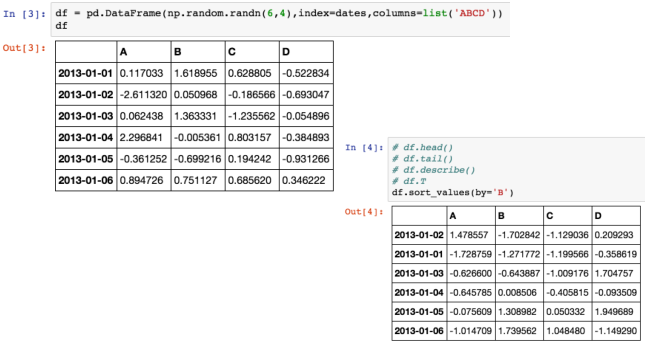 In [3]: df = pd.DataFrame(np.random.randn(6,4),index=dates,columns=list('ABCD'))
df
Out[3]:
A B C D
2013-01-01 0.117033 1.618955 0.628805 -0.522834
2013-01-02 -2.611320 0.050968 -0.186566 -0.693047
2013-01-03 0.062438 1.363331 -1.235562 -0.054896
2013-01-04 2.296841 -0.005361 0.803157 -0.384893
2013-01-05 -0.361252 -0.699216 0.194242 -0.931266
2013-01-06 0.894726 0.751127 0.685620 0.346222
In [4]: # df.head()
# df.tail()
# df.describe()
# df.T
df.sort_values(by='B')
Out[4]:
A B C D
2013-01-02 1.478557 -1.702842 -1.129036 0.209293
2013-01-01 -1.728759 -1.271772 -1.199566 -0.358619
2013-01-03 -0.626600 -0.643887 -1.009176 1.704757
2013-01-04 -0.645785 0.008506 -0.405815 -0.093509
2013-01-05 -0.075609 1.308982 0.050332 1.949689
2013-01-06 -1.014709 1.739562 1.048480 -1.149290